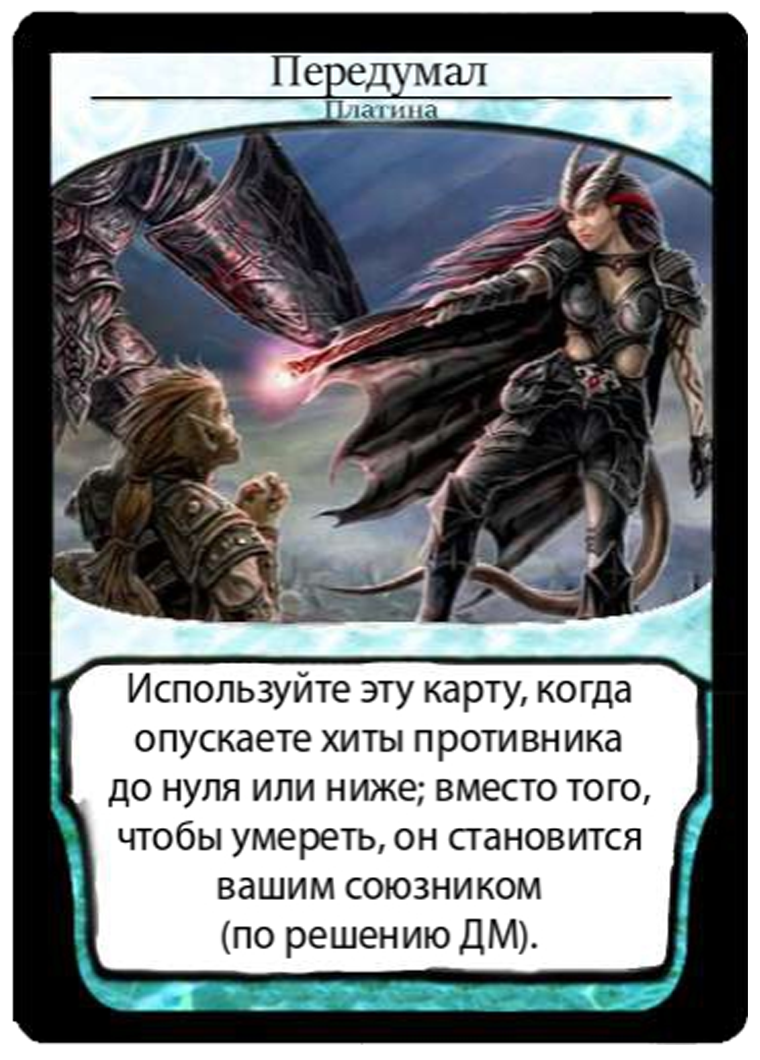 Передумал
Платина
Используйте эту карту, когда
опускаете хиты противника
до нуля или ниже; вместо того,
чтобы умереть, он становится
вашим союзником
(по решению ДМ).